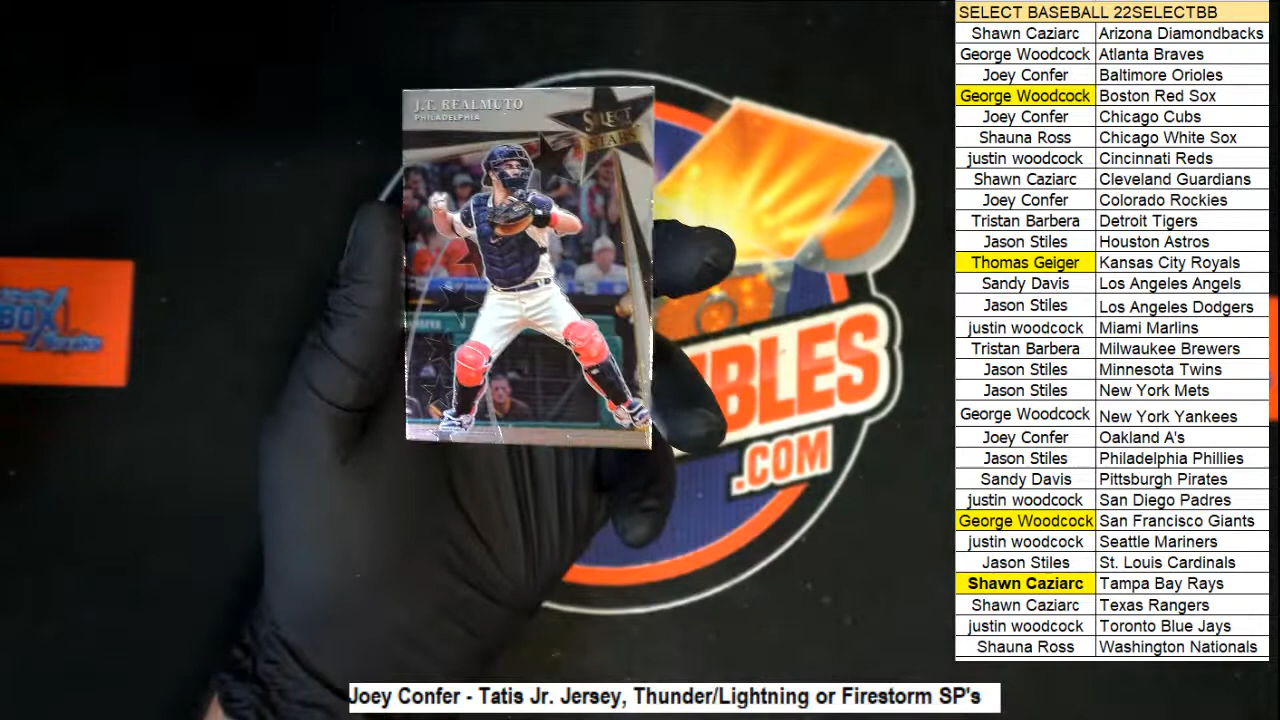 SELECT BASEBALL 22SELECTBB
Shawn Caziarc Arizona Diamondbacks
George Woodcock Atlanta Braves
Joey Confer Baltimore Orioles
George Woodcock Boston Red Sox
Joey Confer Chicago Cubs
Shauna Ross Chicago White Sox
justin woodcock Cincinnati Reds
Shawn Caziarc Cleveland Guardians
Joey Confer Colorado Rockies
Tristan Barbera Detroit Tigers
Jason Stiles Houston Astros
Thomas Geiger Kansas City Royals
Sandy Davis Los Angeles Angels
Jason Stiles Los Angeles Dodgers
justin woodcock Miami Marlins
Tristan Barbera Milwaukee Brewers
Jason Stiles Minnesota Twins
Jason Stiles New York Mets
George Woodcock New York Yankees
Joey Confer Oakland A's
Jason Stiles Philadelphia Phillies
Sandy Davis Pittsburgh Pirates
justin woodcock San Diego Padres
George Woodcock San Francisco Giants
justin woodcock Seattle Mariners
Jason Stiles St. Louis Cardinals
Shawn Caziarc Tampa Bay Rays
Shawn Caziarc Texas Rangers
justin woodcock Toronto Blue Jays
Shauna Ross Washington Nationals
J.T. REALMUTO
PHILADELPHIA
SELECT
STARS
IBLES
.COM
BOX
Joey Confer - Tatis Jr. Jersey, Thunder/Lightning or Firestorm SP's